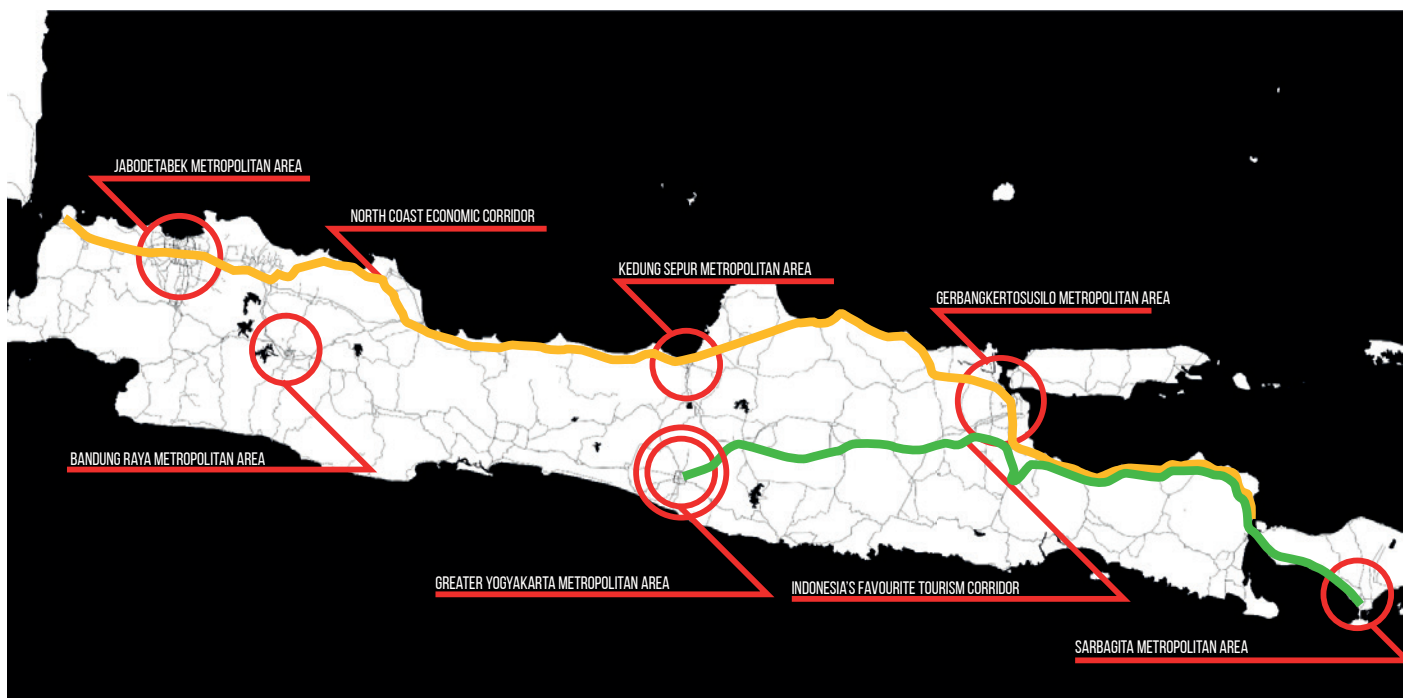 JABODETABEK METROPOLITAN AREA
NORTH COAST ECONOMIC CORRIDOR
KEDUNG SEPUR METROPOLITAN AREA
GERBANGKERTOSUSILO METROPOLITAN AREA
BANDUNG RAYA METROPOLITAN AREA
GREATER YOGYAKARTA METROPOLITAN AREA
INDONESIA'S FAVOURITE TOURISM CORRIDOR
SARBAGITA METROPOLITAN AREA